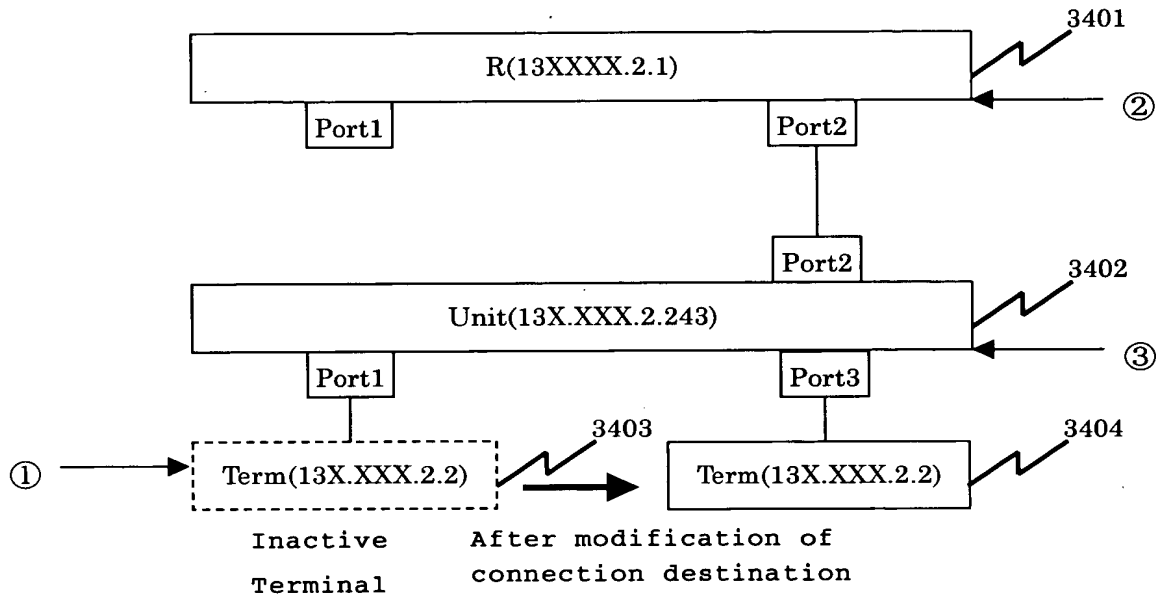 3401
R(13XXXX.2.1)
②
Port1
Port2
Port2
3402
Unit(13X.XXX.2.243)
③
Port1
Port3
3403
3404
①
Term(13X.XXX.2.2)
Term(13X.XXX.2.2)
Inactive
Terminal
After modification of
connection destination